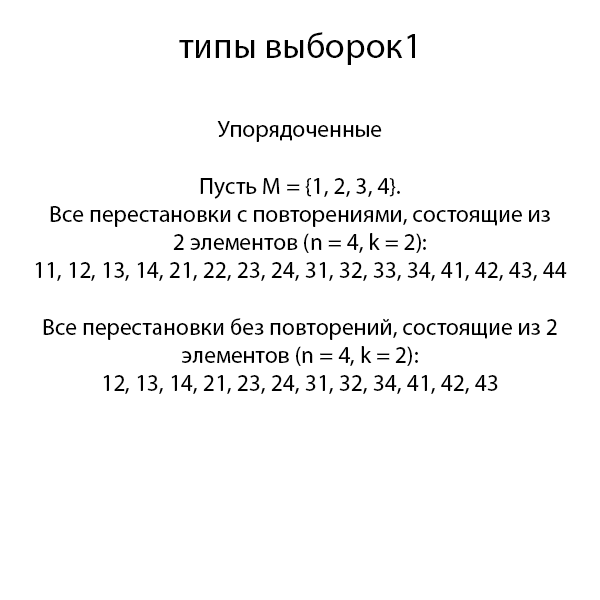 типы выборок1
Упорядоченные
Пусть M = {1, 2, 3, 4}.
Все перестановки с повторениями, состоящие из
2 элементов (n = 4, k = 2):
11, 12, 13, 14, 21, 22, 23, 24, 31, 32, 33, 34, 41, 42, 43, 44
Все перестановки без повторений, состоящие из 2
элементов (n = 4, k = 2):
12, 13, 14, 21, 23, 24, 31, 32, 34, 41, 42, 43